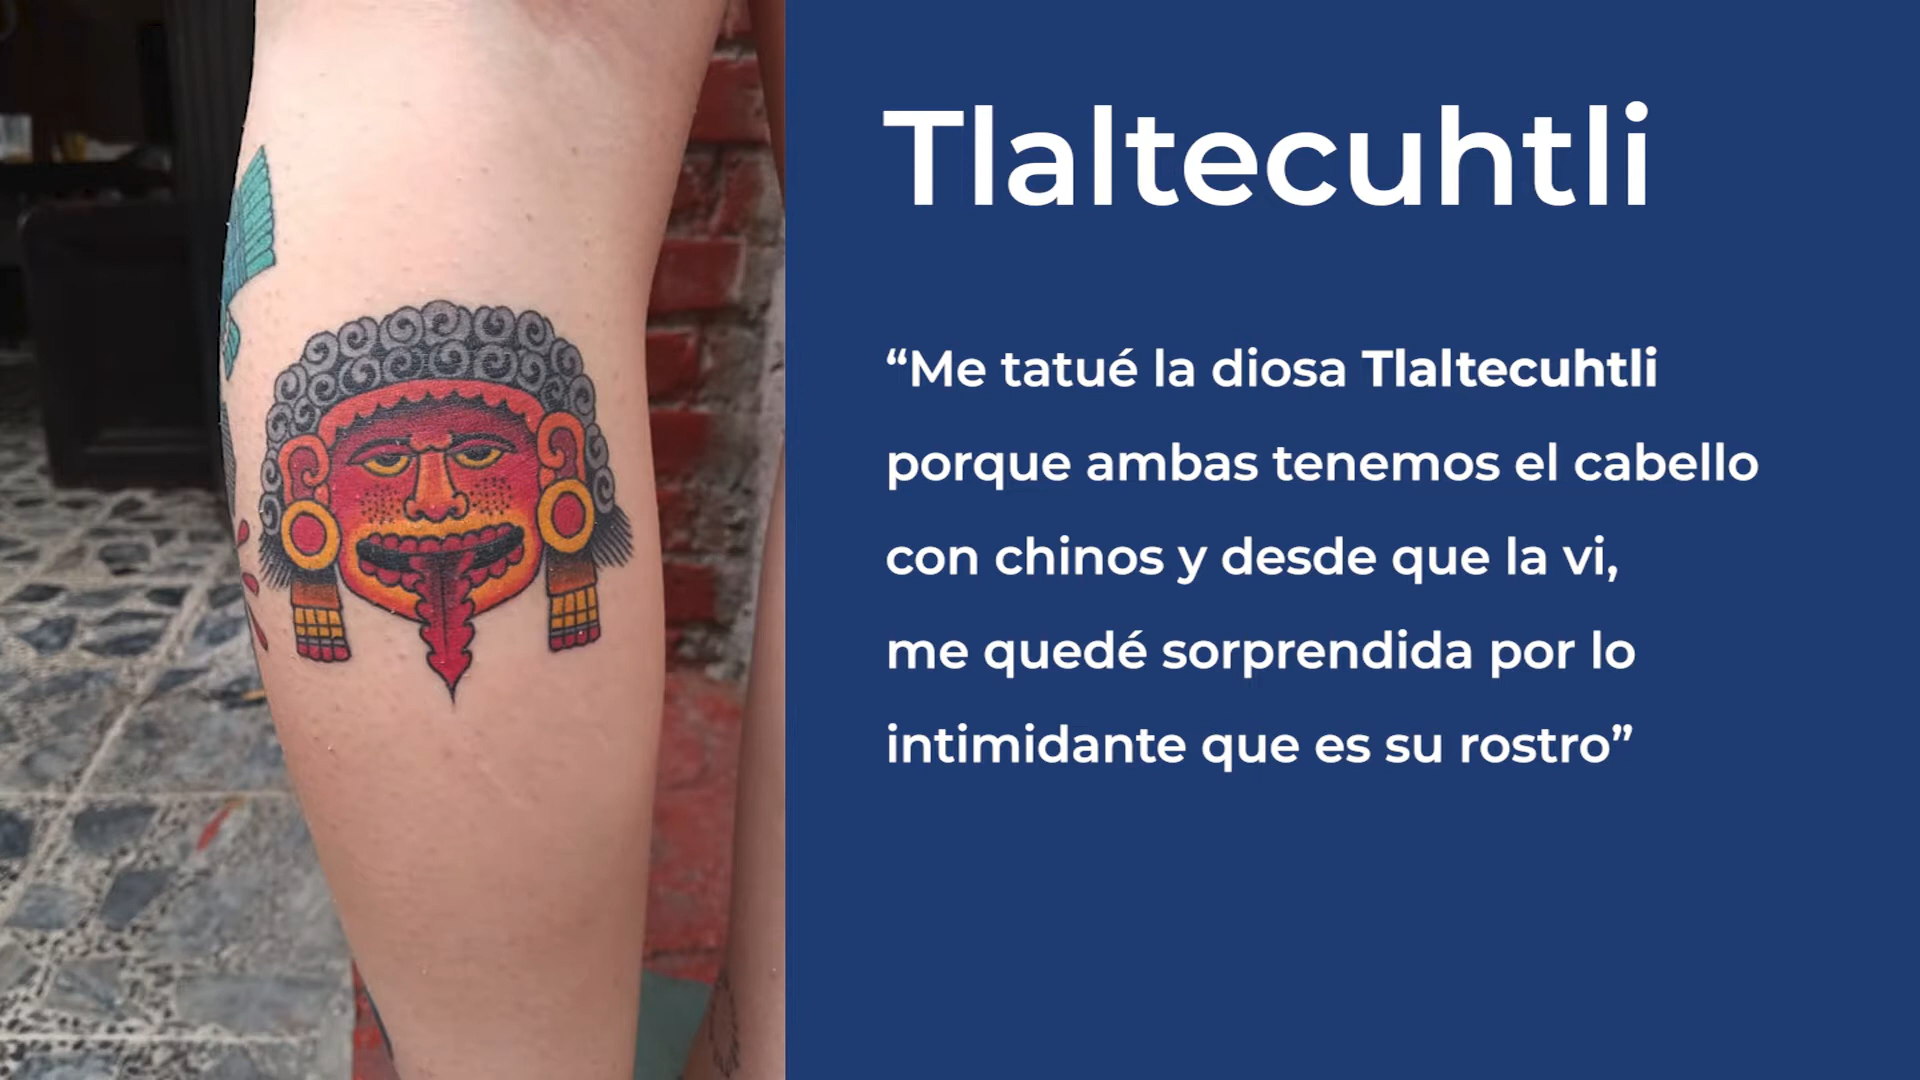 Tlaltecuhtli
“Me tatué la diosa Tlaltecuhtli
porque ambas tenemos el cabello
con chinos y desde que la vi,
me quedé sorprendida por lo
intimidante que es su rostro”